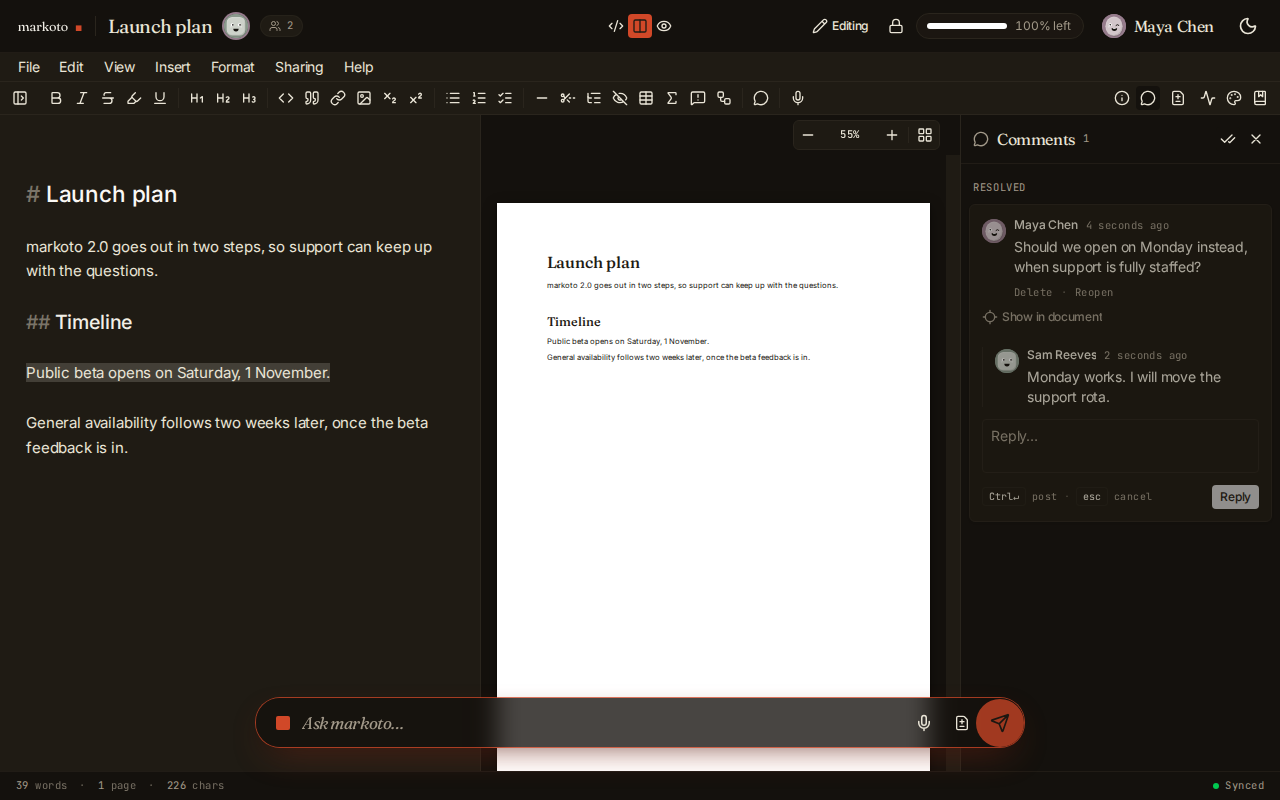 markoto
Launch plan
2
Editing
100% left
Maya Chen
File Edit View Insert Format Sharing Help
B I S U H1 H2 H3 X2 x2
55%
# Launch plan
markoto 2.0 goes out in two steps, so support can keep up
with the questions.
## Timeline
Public beta opens on Saturday, 1 November.
General availability follows two weeks later, once the beta
feedback is in.
Launch plan
markoto 2.0 goes out in two steps, so support can keep up with the questions.
Timeline
Public beta opens on Saturday, 1 November.
General availability follows two weeks later, once the beta feedback is in.
Comments 1
RESOLVED
Maya Chen 4 seconds ago
Should we open on Monday instead,
when support is fully staffed?
Delete · Reopen
Show in document
Sam Reeves 2 seconds ago
Monday works. I will move the
support rota.
Reply...
Ctrl↵ post · esc cancel
Reply
Ask markoto...
39 words · 1 page · 226 chars
Synced